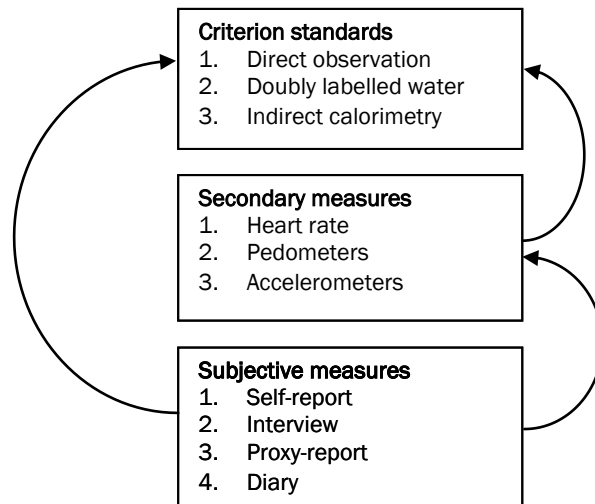 Criterion standards
1. Direct observation
2. Doubly labelled water
3. Indirect calorimetry
Secondary measures
1. Heart rate
2. Pedometers
3. Accelerometers
Subjective measures
1. Self-report
2. Interview
3. Proxy-report
4. Diary